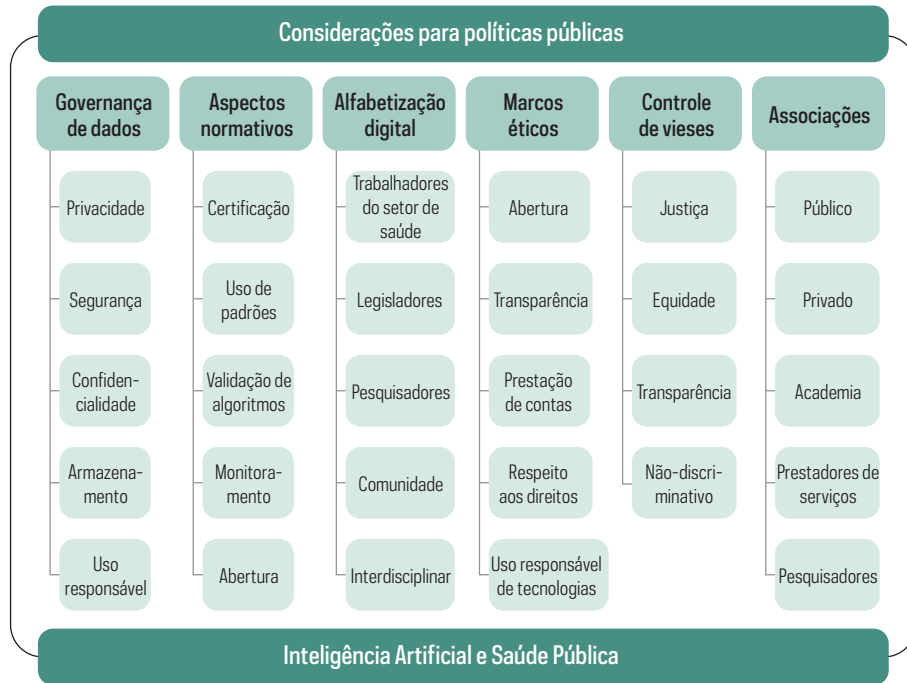 Considerações para políticas públicas
Governança
de dados
Privacidade
Segurança
Confiden-
cialidade
Armazena-
mento
Uso
responsável
Aspectos
normativos
Certificação
Uso de
padrões
Validação de
algoritmos
Monitora-
mento
Abertura
Alfabetização
digital
Trabalhadores
do setor de
saúde
Legisladores
Pesquisadores
Comunidade
Interdisciplinar
Marcos
éticos
Abertura
Transparência
Prestação
de contas
Respeito
aos direitos
Uso responsável
de tecnologias
Controle
de vieses
Justiça
Equidade
Transparência
Não-discri-
minativo
Associações
Público
Privado
Academia
Prestadores de
serviços
Pesquisadores
Inteligência Artificial e Saúde Pública